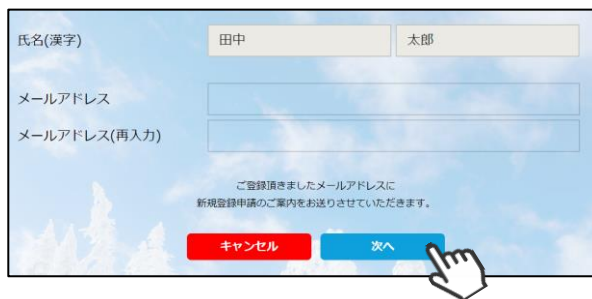 氏名(漢字) 田中 太郎
メールアドレス
メールアドレス(再入力)
ご登録頂きましたメールアドレスに
新規登録申請のご案内をお送りさせていただきます。
キャンセル 次へ